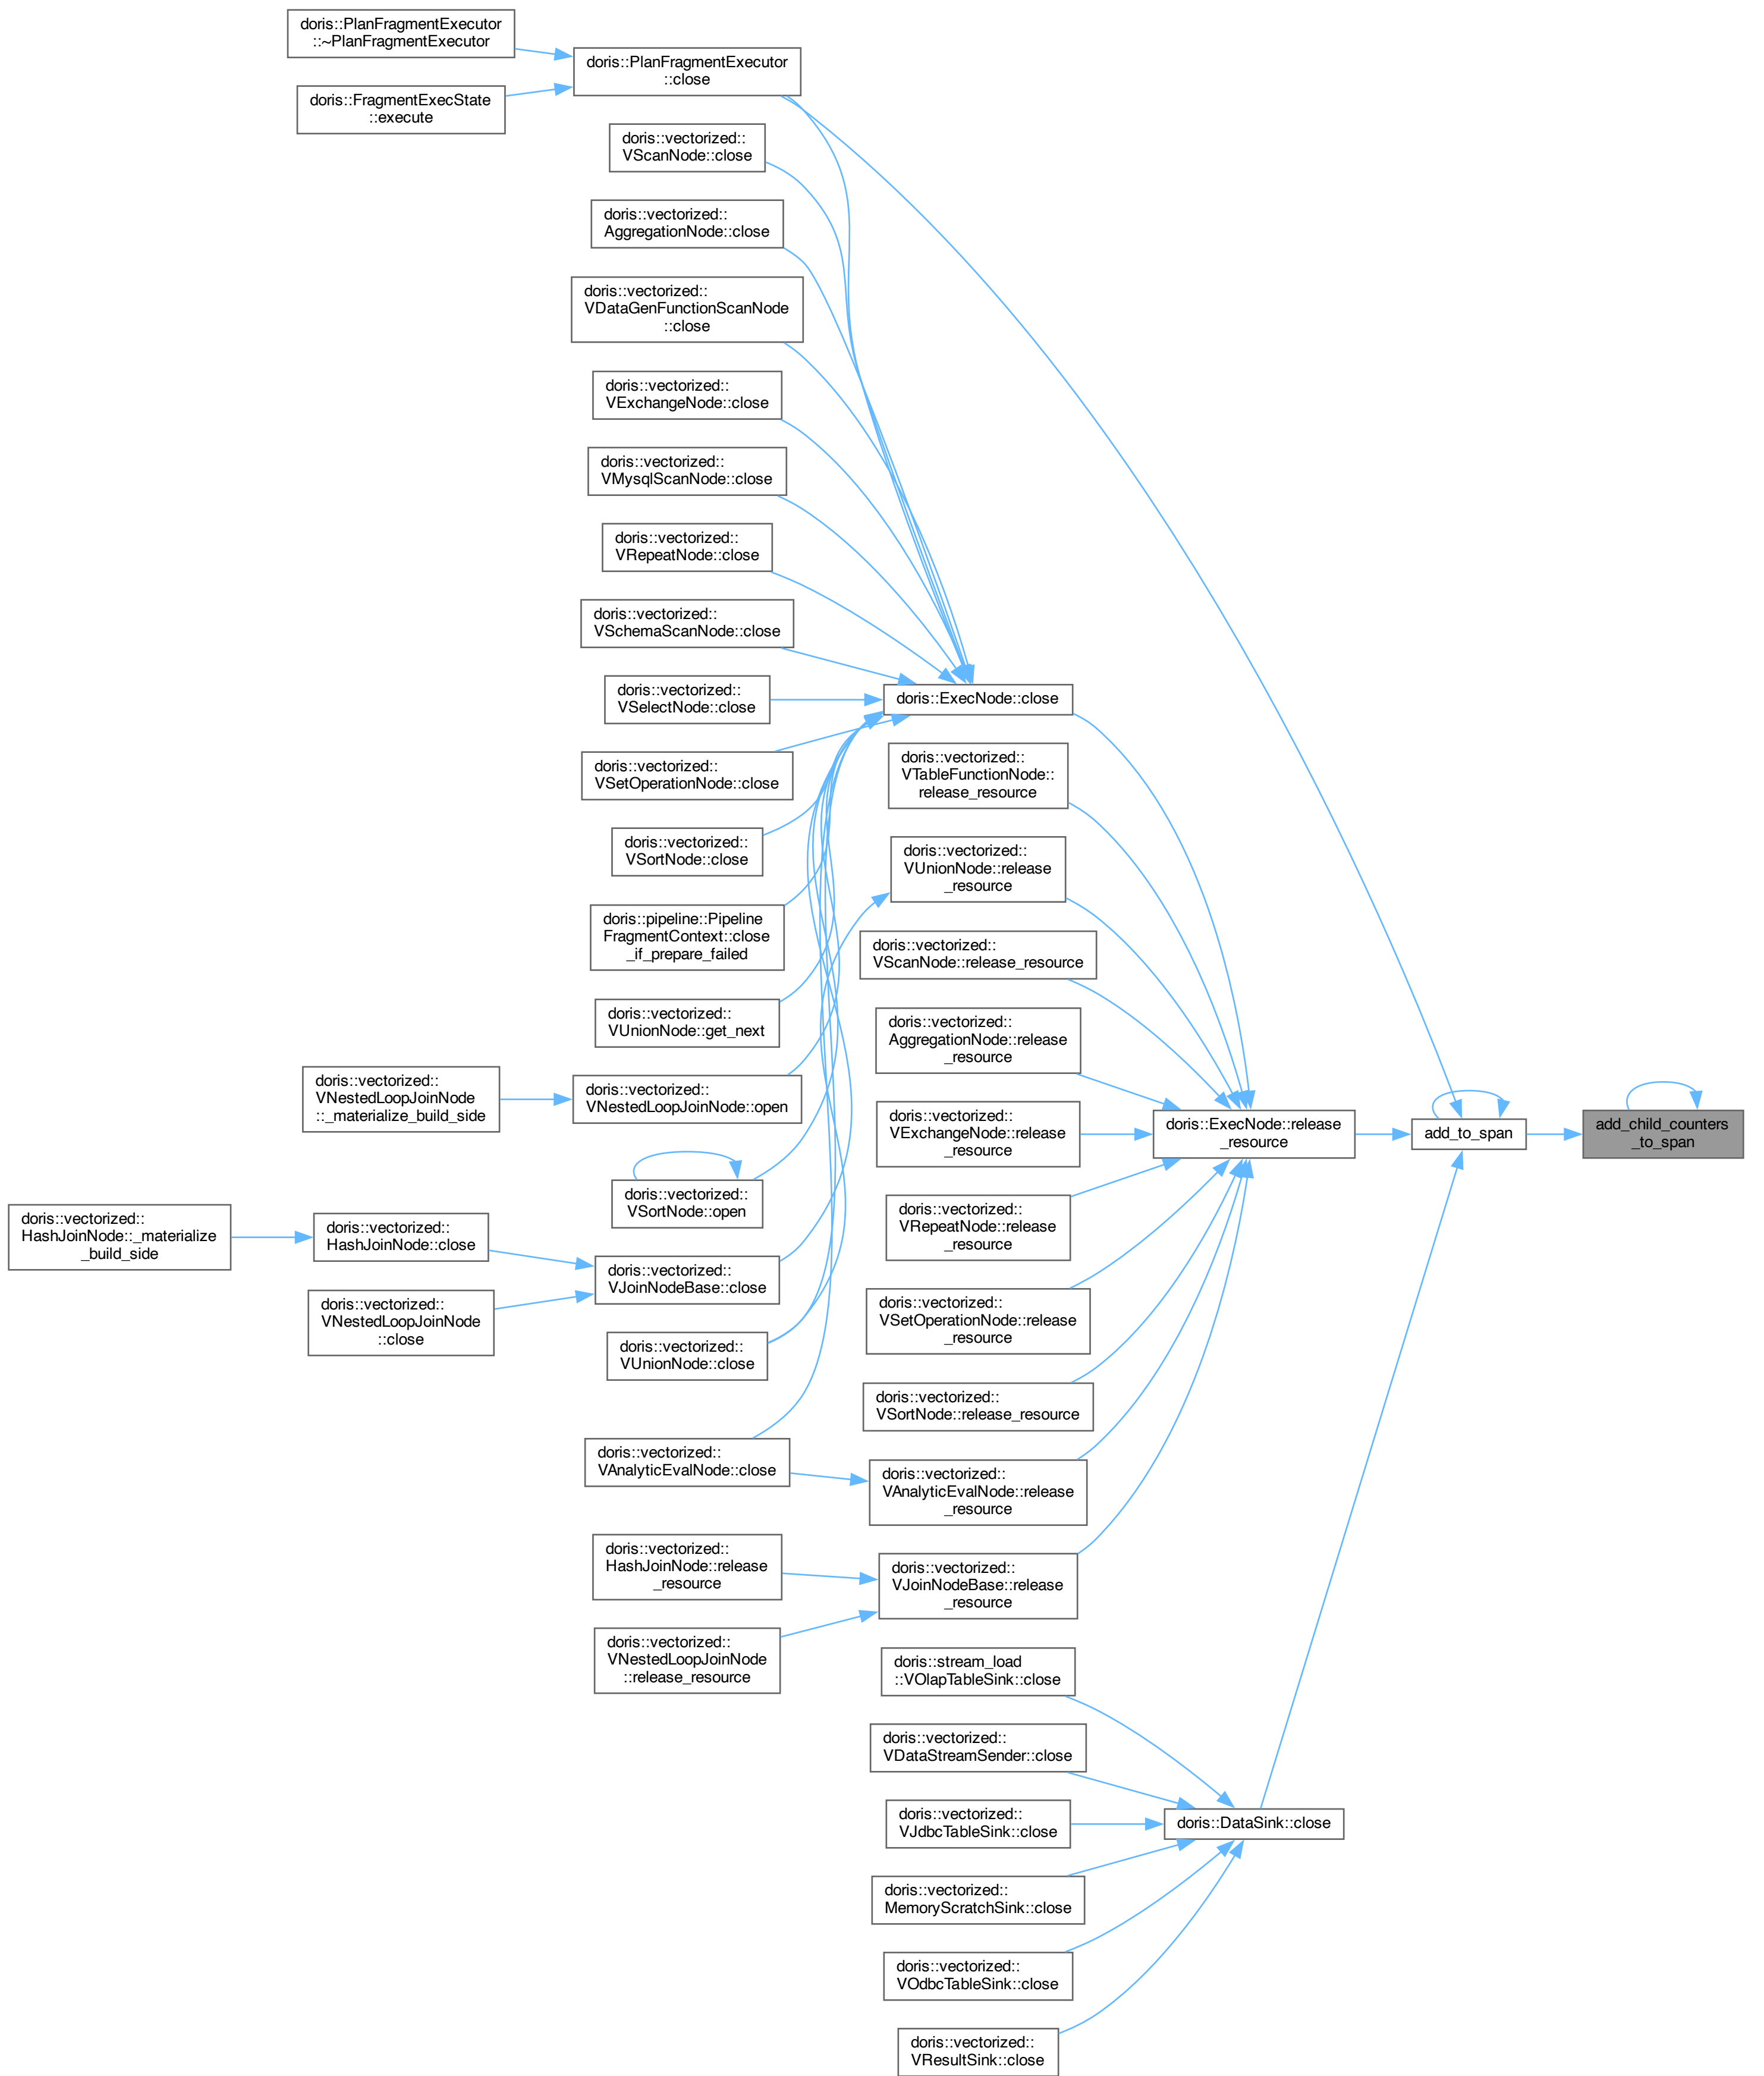 doris::PlanFragmentExecutor
::~PlanFragmentExecutor
doris::FragmentExecState
::execute
doris::PlanFragmentExecutor
::close
doris::vectorized::
VScanNode::close
doris::vectorized::
AggregationNode::close
doris::vectorized::
VDataGenFunctionScanNode
::close
doris::vectorized::
VExchangeNode::close
doris::vectorized::
VMysqlScanNode::close
doris::vectorized::
VRepeatNode::close
doris::vectorized::
VSchemaScanNode::close
doris::vectorized::
VSelectNode::close
doris::vectorized::
VSetOperationNode::close
doris::vectorized::
VSortNode::close
doris::pipeline::Pipeline
FragmentContext::close
_if_prepare_failed
doris::vectorized::
VUnionNode::get_next
doris::vectorized::
VNestedLoopJoinNode
::_materialize_build_side
doris::vectorized::
VNestedLoopJoinNode::open
doris::vectorized::
VSortNode::open
doris::vectorized::
HashJoinNode::_materialize
_build_side
doris::vectorized::
HashJoinNode::close
doris::vectorized::
VJoinNodeBase::close
doris::vectorized::
VNestedLoopJoinNode
::close
doris::vectorized::
VUnionNode::close
doris::vectorized::
VAnalyticEvalNode::close
doris::vectorized::
HashJoinNode::release
_resource
doris::vectorized::
VNestedLoopJoinNode
::release_resource
doris::ExecNode::close
doris::vectorized::
VTableFunctionNode::
release_resource
doris::vectorized::
VUnionNode::release
_resource
doris::vectorized::
VScanNode::release_resource
doris::vectorized::
AggregationNode::release
_resource
doris::vectorized::
VExchangeNode::release
_resource
doris::vectorized::
VRepeatNode::release
_resource
doris::vectorized::
VSetOperationNode::release
_resource
doris::vectorized::
VSortNode::release_resource
doris::vectorized::
VAnalyticEvalNode::release
_resource
doris::vectorized::
VJoinNodeBase::release
_resource
doris::stream_load
::VOlapTableSink::close
doris::vectorized::
VDataStreamSender::close
doris::vectorized::
VJdbcTableSink::close
doris::vectorized::
MemoryScratchSink::close
doris::vectorized::
VOdbcTableSink::close
doris::vectorized::
VResultSink::close
doris::ExecNode::release
_resource
doris::DataSink::close
add_to_span
add_child_counters
_to_span